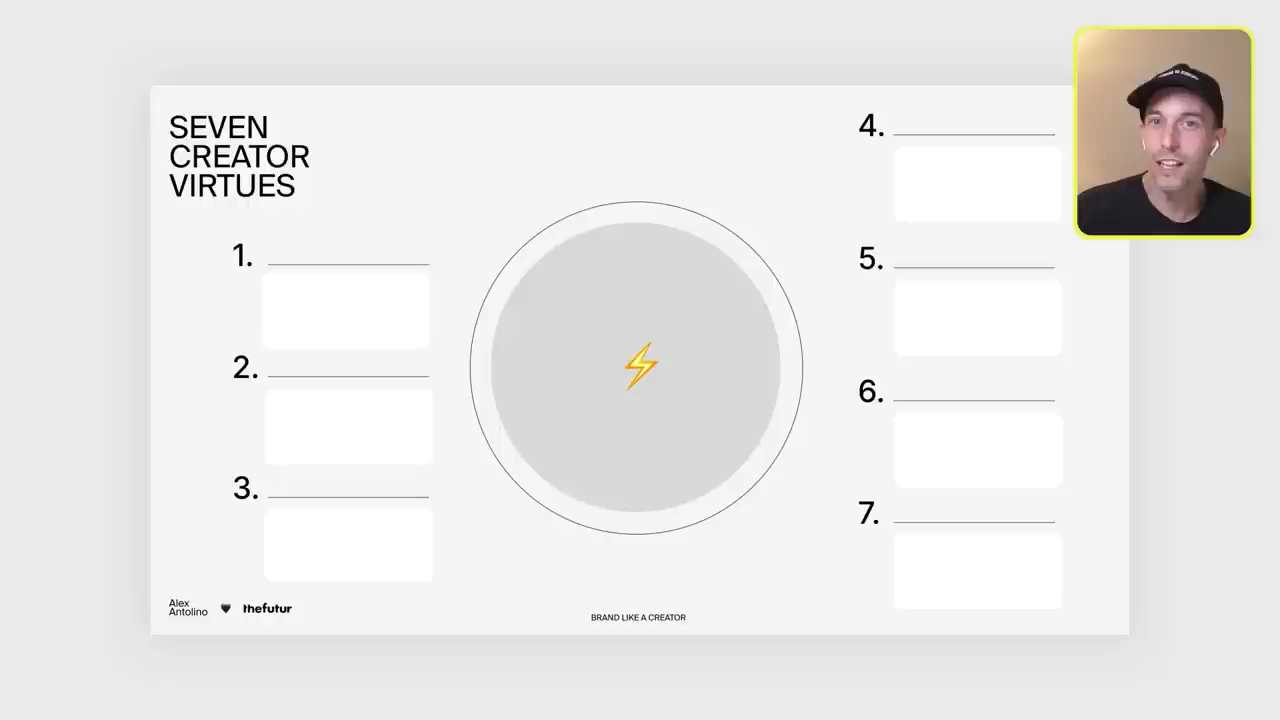 SEVEN
CREATOR
VIRTUES
1.
2.
3.
4.
5.
6.
7.
Alex
Antolino
thefutur
BRAND LIKE A CREATOR